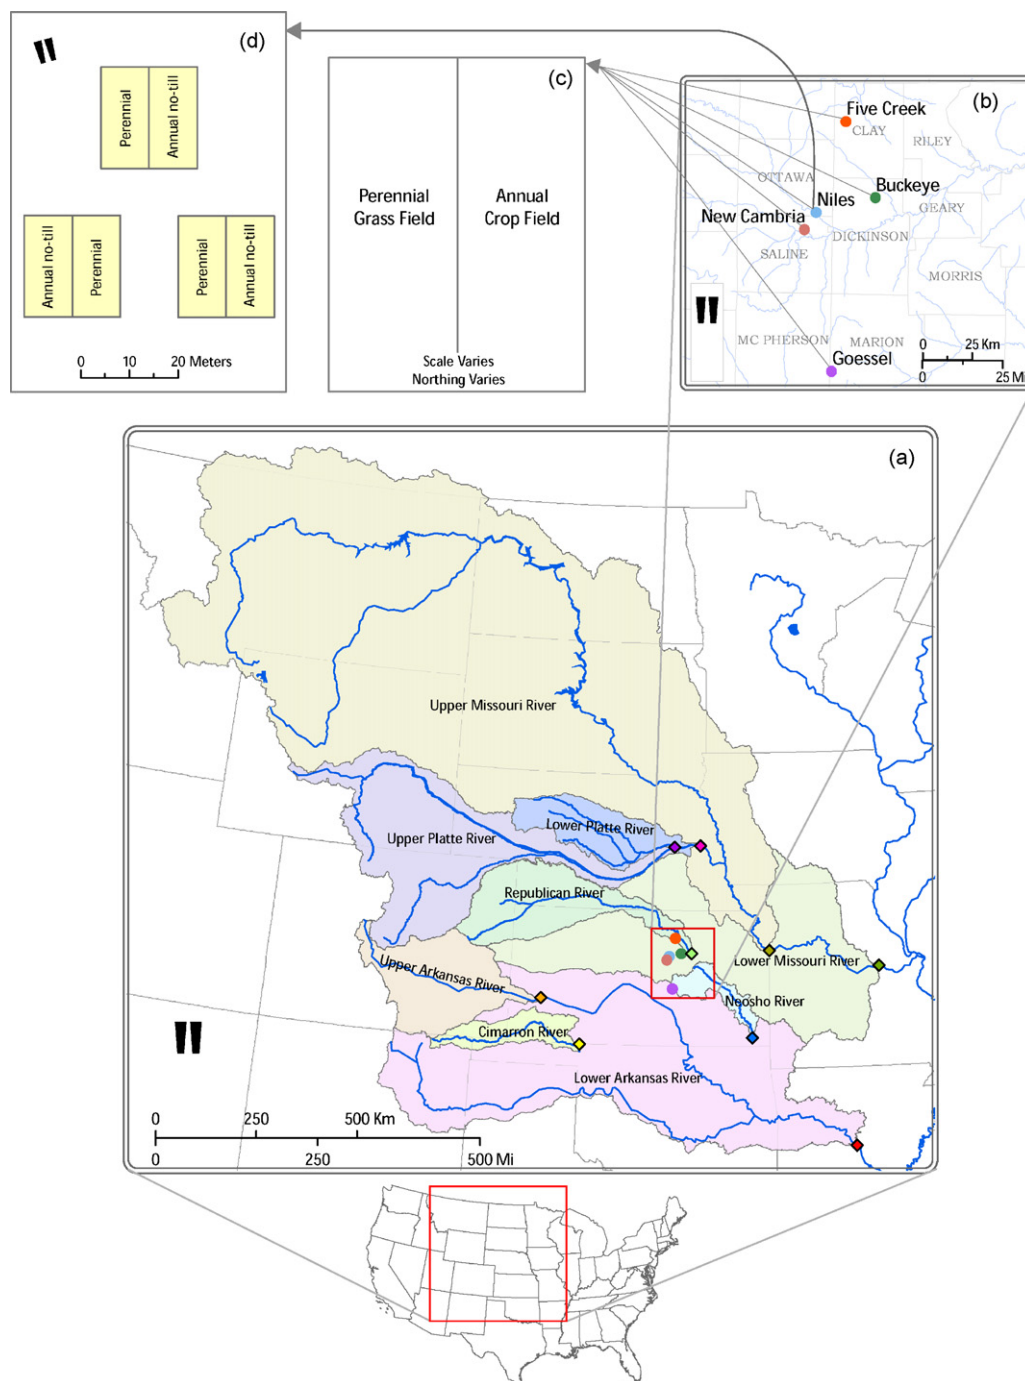 (d)
Perennial
Annual no-till
Annual no-till
Perennial
Perennial
Annual no-till
0 10 20 Meters
(c)
Perennial
Grass Field
Annual
Crop Field
Scale Varies
Northing Varies
(b)
Five Creek
CLAY
RILEY
OTTAWA
Buckeye
Niles
GEARY
New Cambria
DICKINSON
SALINE
MORRIS
MC PHERSON
MARION
Goessel
0 25 Km
0 25 Mi
(a)
Upper Missouri River
Lower Platte River
Upper Platte River
Republican River
Lower Missouri River
Upper Arkansas River
Neosho River
Cimarron River
Lower Arkansas River
0 250 500 Km
0 250 500 Mi